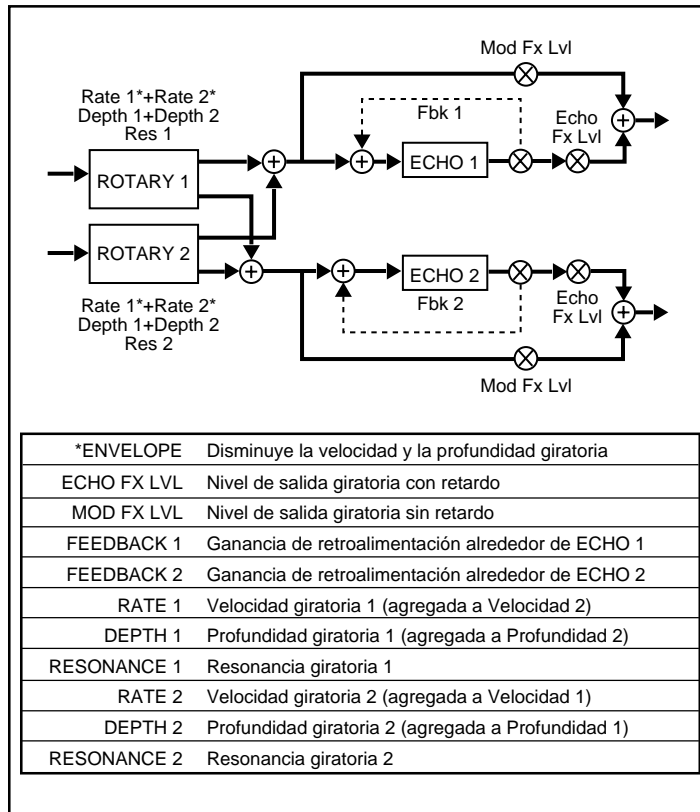 Mod Fx Lvl
Rate 1*+Rate 2*
Depth 1+Depth 2
Res 1
Fbk 1
Echo
Fx Lvl
ROTARY 1
ECHO 1
ROTARY 2
ECHO 2
Rate 1*+Rate 2*
Depth 1+Depth 2
Res 2
Fbk 2
Echo
Fx Lvl
Mod Fx Lvl
*ENVELOPE Disminuye la velocidad y la profundidad giratoria
ECHO FX LVL Nivel de salida giratoria con retardo
MOD FX LVL Nivel de salida giratoria sin retardo
FEEDBACK 1 Ganancia de retroalimentación alrededor de ECHO 1
FEEDBACK 2 Ganancia de retroalimentación alrededor de ECHO 2
RATE 1 Velocidad giratoria 1 (agregada a Velocidad 2)
DEPTH 1 Profundidad giratoria 1 (agregada a Profundidad 2)
RESONANCE 1 Resonancia giratoria 1
RATE 2 Velocidad giratoria 2 (agregada a Velocidad 1)
DEPTH 2 Profundidad giratoria 2 (agregada a Profundidad 1)
RESONANCE 2 Resonancia giratoria 2